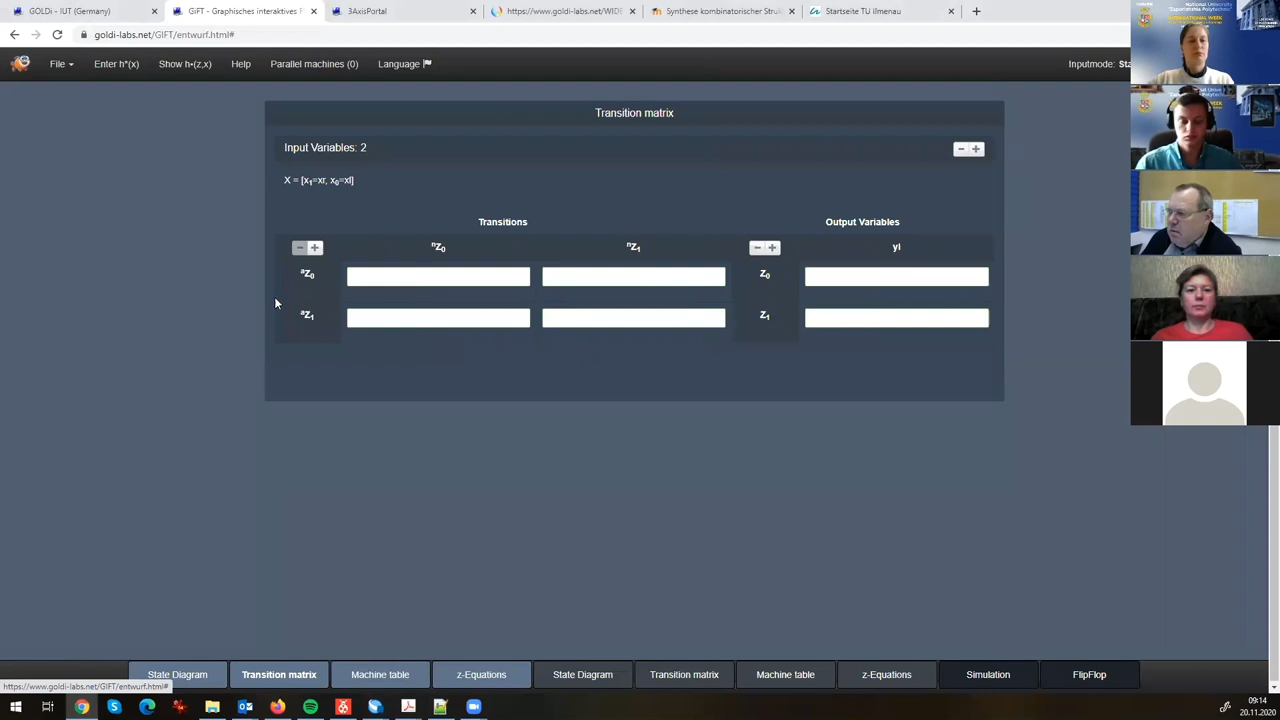 GOLDi - IUT (Germany)
GiFT - Graphisches interaktives F
3AxisPortal
https://www.goldi-labs.net/WIDE
Synthese kombinatorischer Struk
Startseite TU Ilmenau
goldi-labs.net/GIFT/entwurf.html#
File
Enter h*(x)
Show h•(z,x)
Help
Parallel machines (0)
Language
Inputmode: Sta
Transition matrix
Input Variables: 2
X = [x1=xr, x0=xl]
Transitions
Output Variables
nZ0
nZ1
yl
aZ0
Z0
aZ1
Z1
State Diagram
Transition matrix
Machine table
z-Equations
State Diagram
Transition matrix
Machine table
z-Equations
Simulation
FlipFlop
https://www.goldi-labs.net/GIFT/entwurf.html#
09:14
20.11.2020